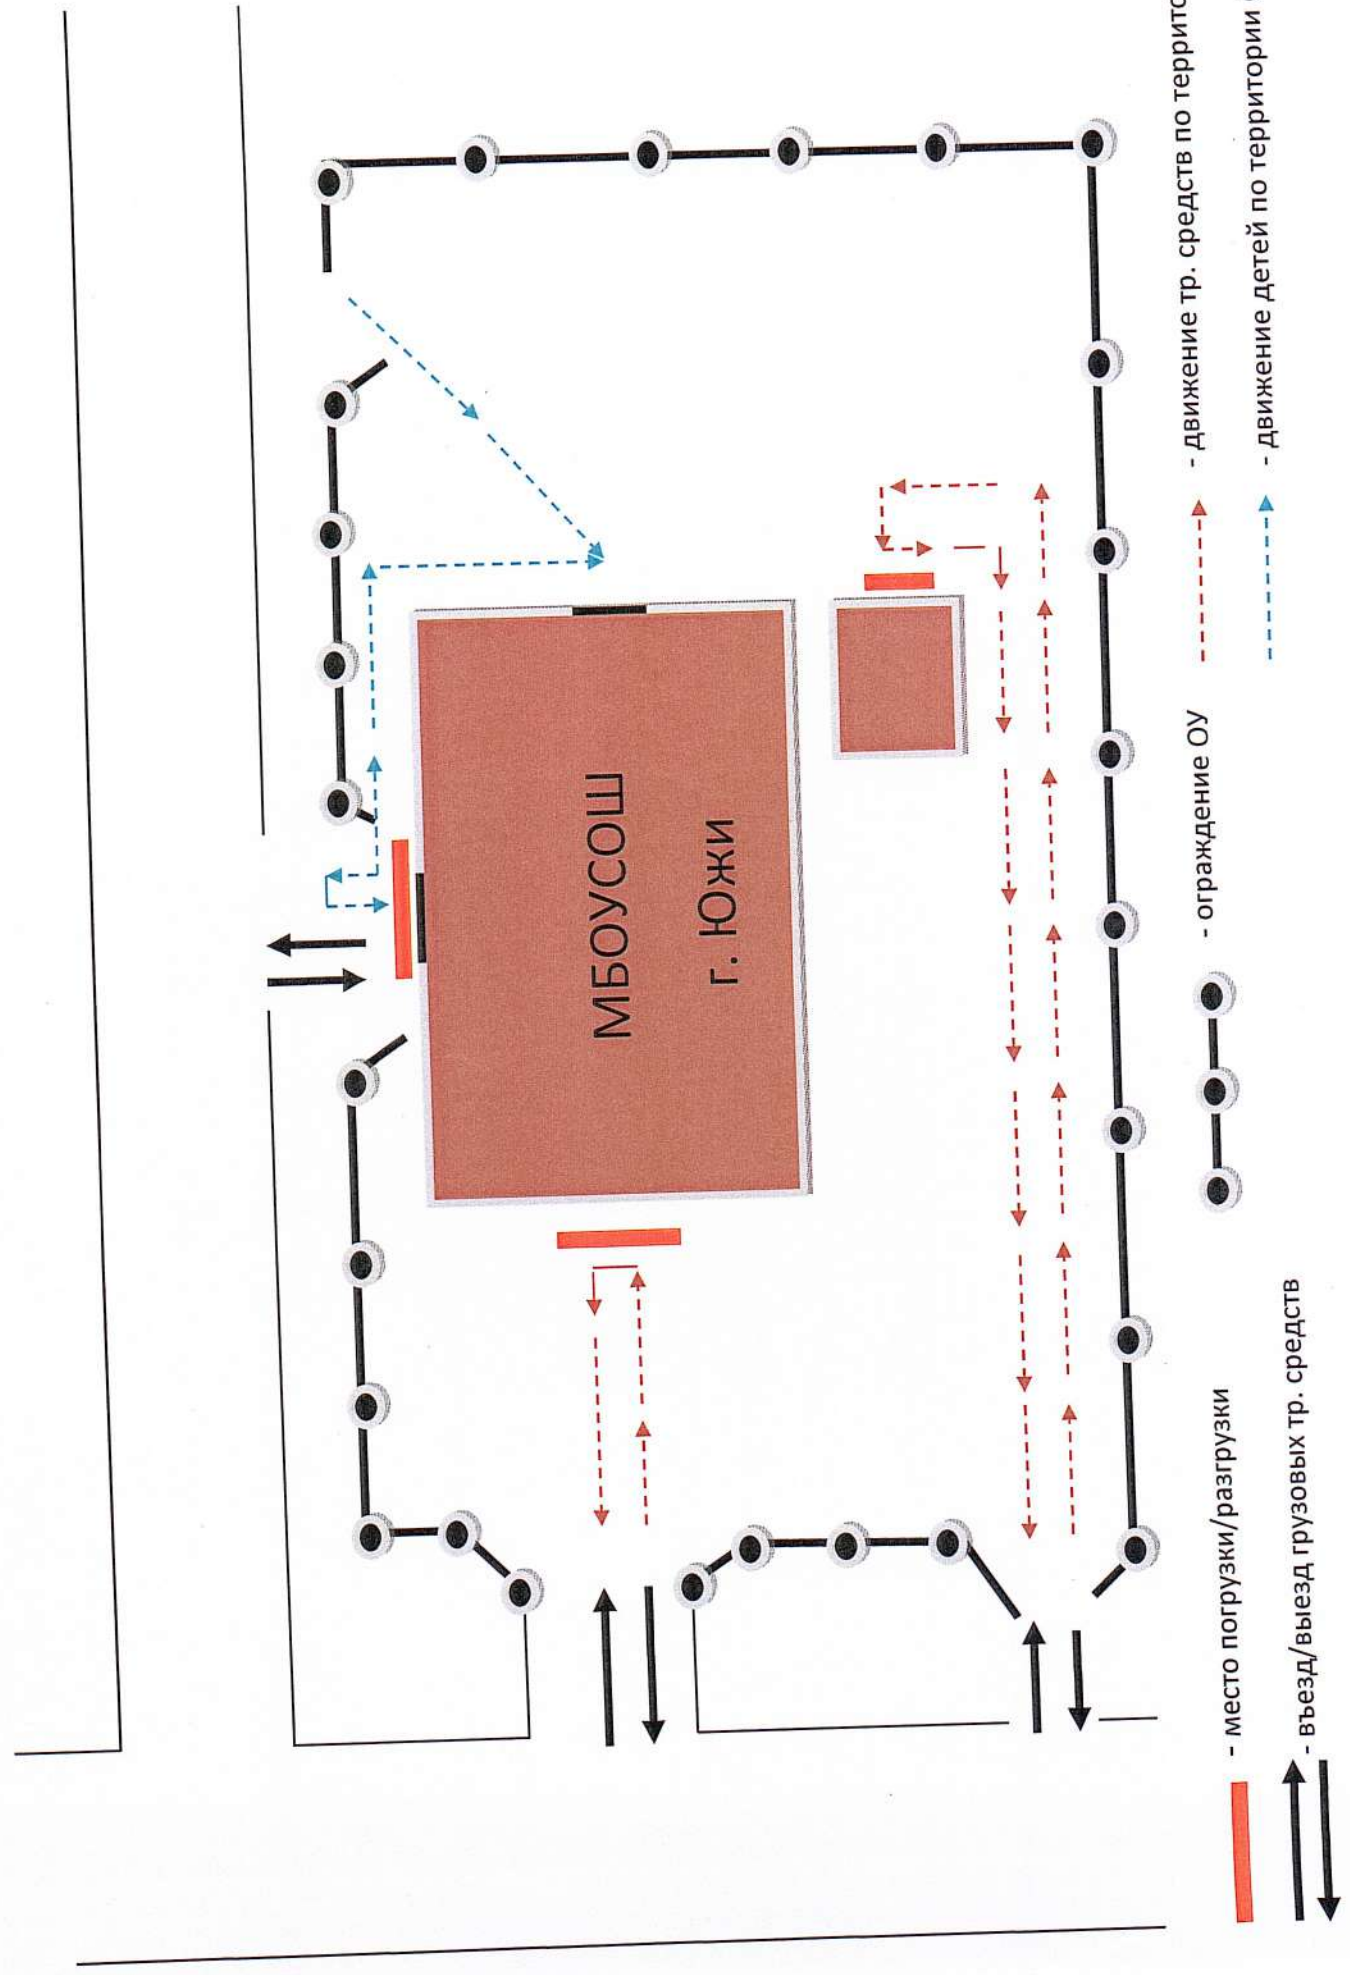 МБОУСОШ
г. Южи
- место погрузки/разгрузки
- въезд/выезд грузовых тр. средств
- ограждение ОУ
- движение тр. средств по
- движение детей по территории